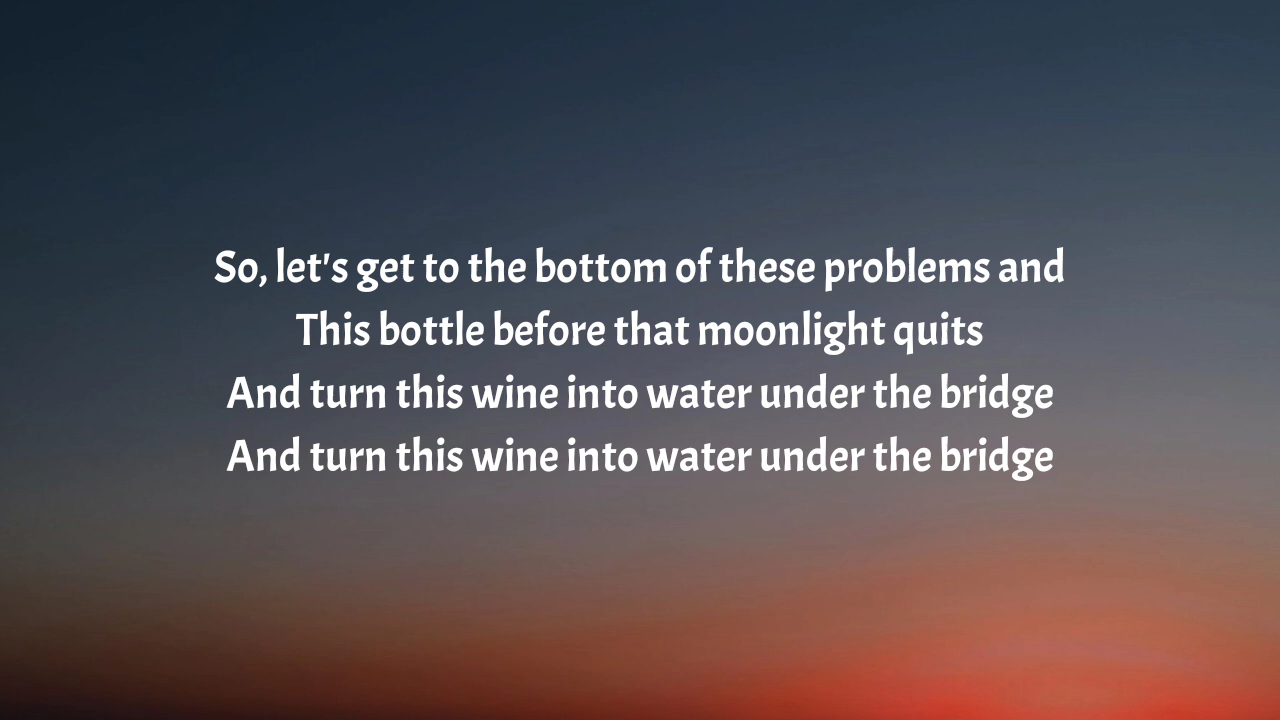 So, let's get to the bottom of these problems and
This bottle before that moonlight quits
And turn this wine into water under the bridge
And turn this wine into water under the bridge